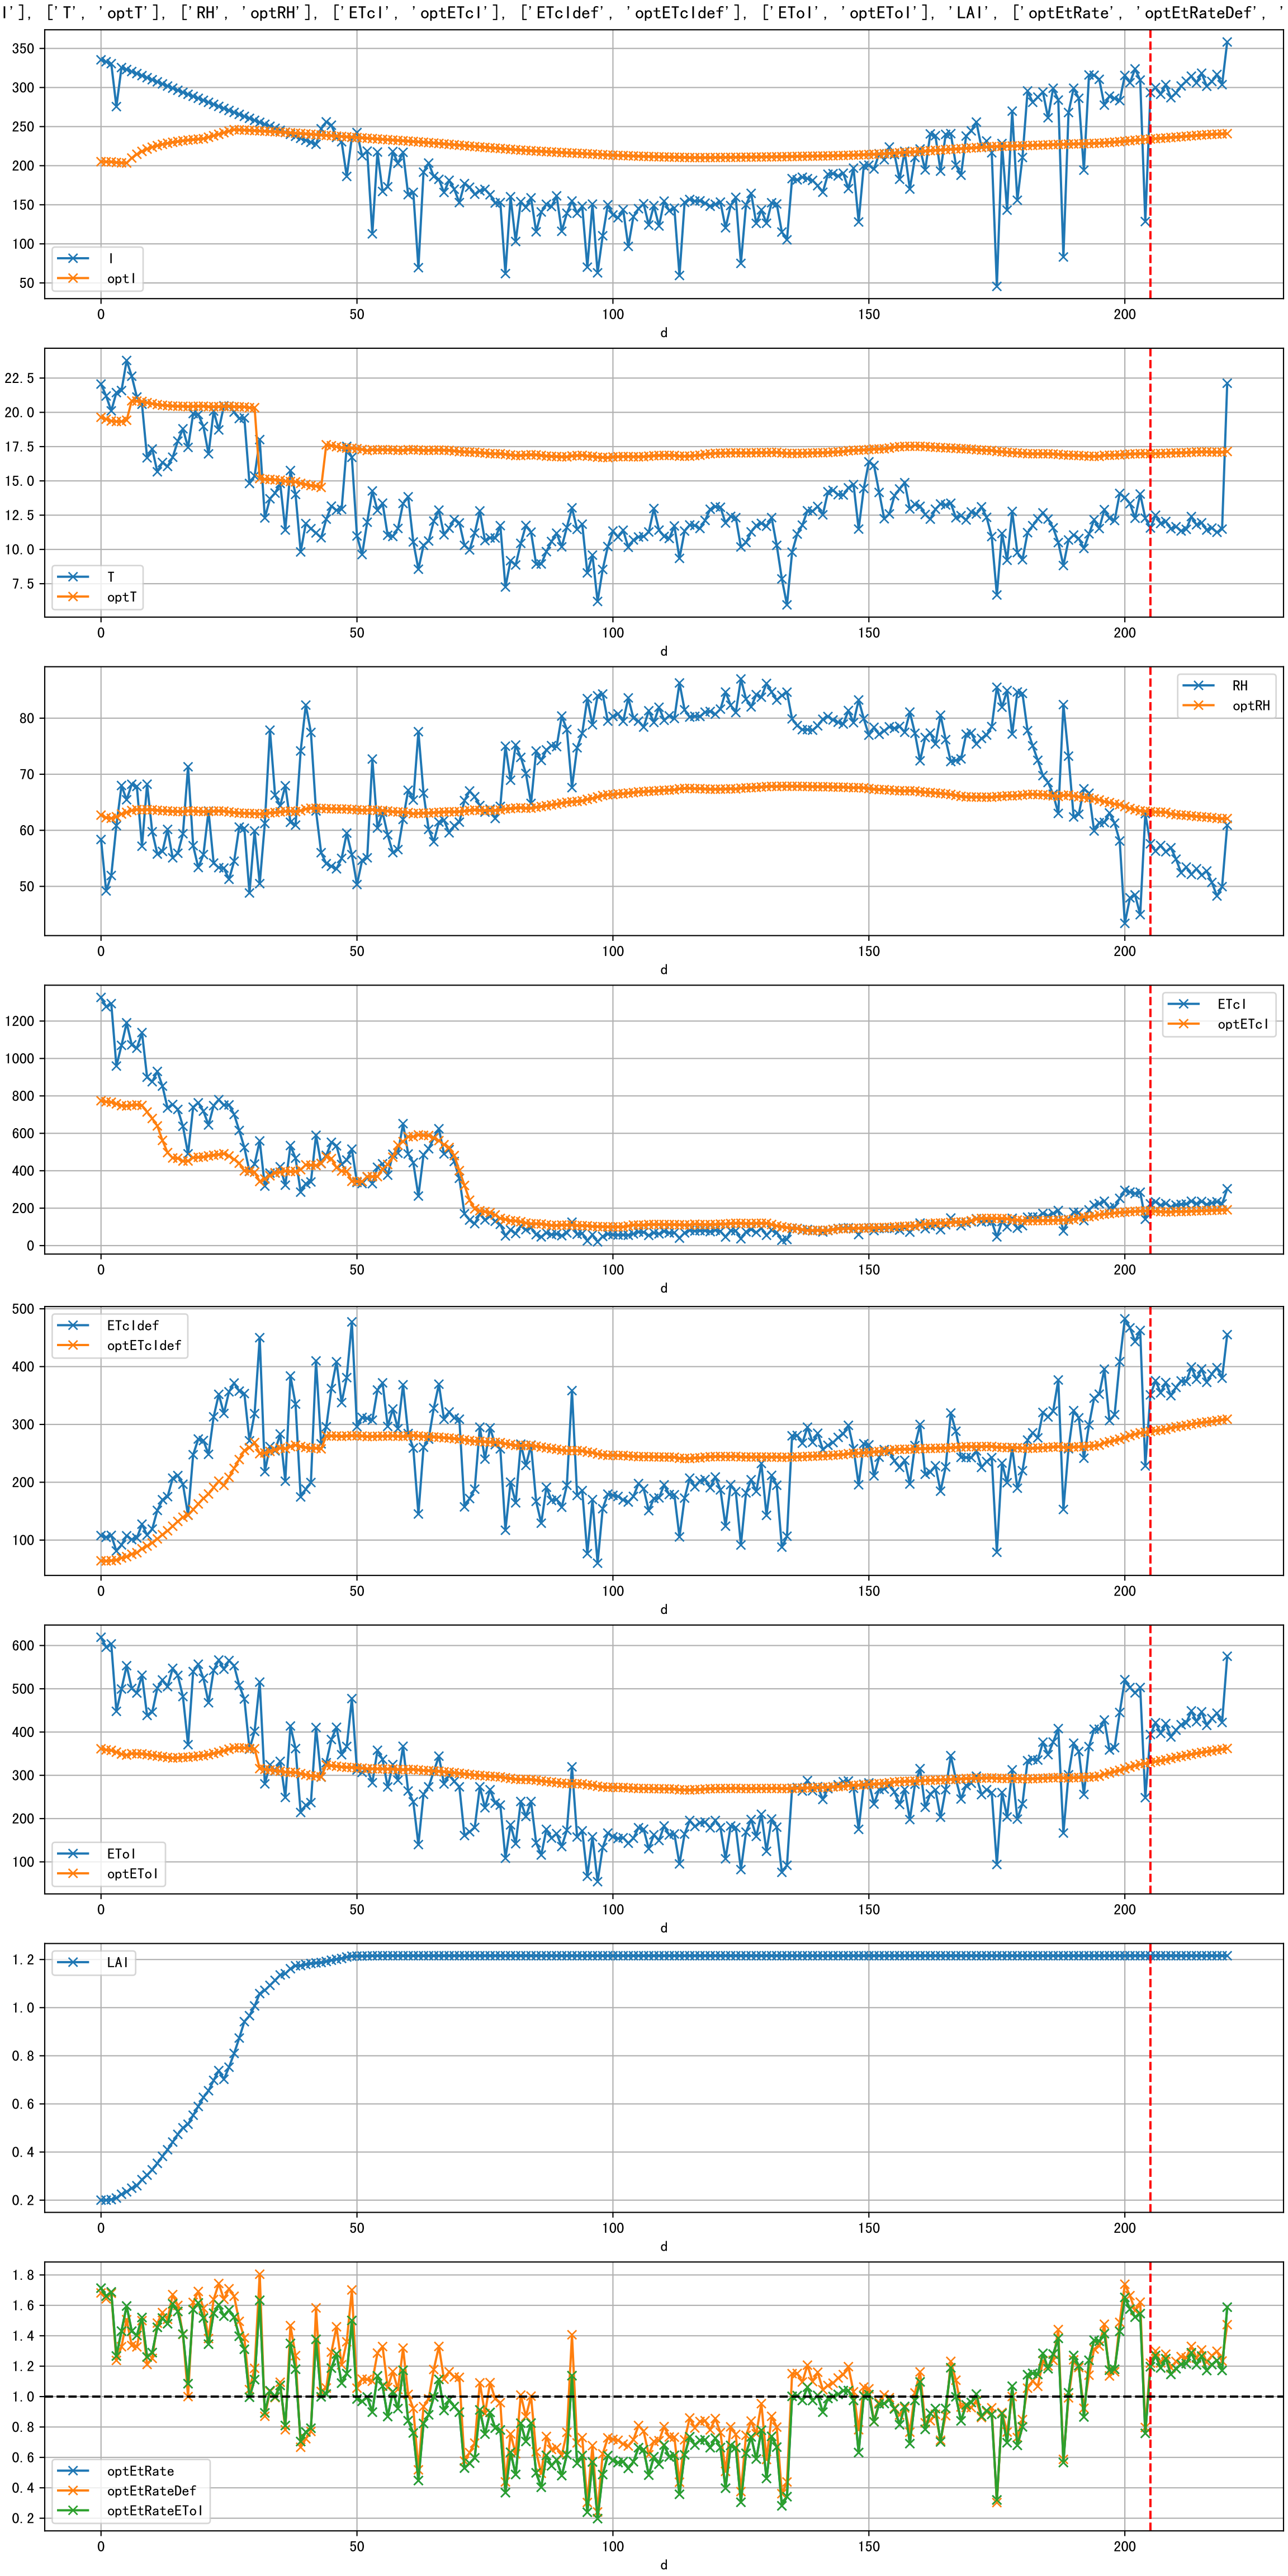 I'], ['T', 'optT'], ['RH', 'optRH'], ['ETcI', 'optETcI'], ['ETcIdef', 'optETcIdef'], ['EToI', 'optEToI'], 'LAI', ['optEtRate', 'optEtRateDef', '
350
300
250
200
150
100
50
I
optI
0 50 100 150 200
d
22.5
20.0
17.5
15.0
12.5
10.0
7.5
T
optT
0 50 100 150 200
d
80
70
60
50
RH
optRH
0 50 100 150 200
d
1200
1000
800
600
400
200
0
ETcI
optETcI
0 50 100 150 200
d
500
400
300
200
100
ETcIdef
optETcIdef
0 50 100 150 200
d
600
500
400
300
200
100
EToI
optEToI
0 50 100 150 200
d
1.2
1.0
0.8
0.6
0.4
0.2
LAI
0 50 100 150 200
d
1.8
1.6
1.4
1.2
1.0
0.8
0.6
0.4
0.2
optEtRate
optEtRateDef
optEtRateEToI
0 50 100 150 200
d